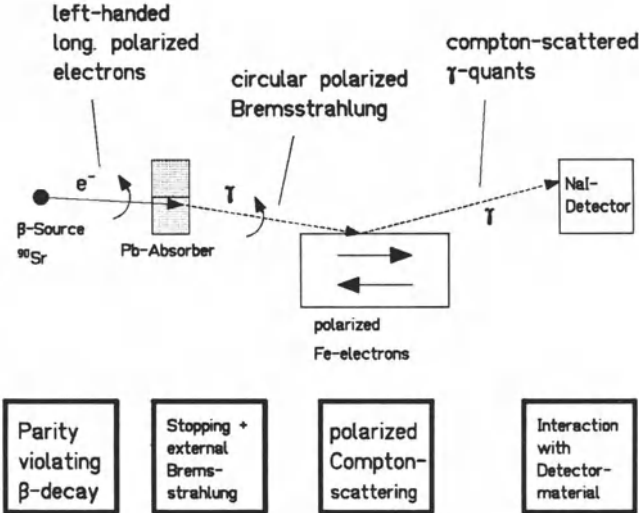 left-handed
long. polarized
electrons
compton-scattered
γ-quants
circular polarized
Bremsstrahlung
e⁻
γ
γ
NaI-
Detector
β-Source
⁹⁰Sr
Pb-Absorber
polarized
Fe-electrons
Parity
violating
β-decay
Stopping +
external
Brems-
strahlung
polarized
Compton-
scattering
Interaction
with
Detector-
material